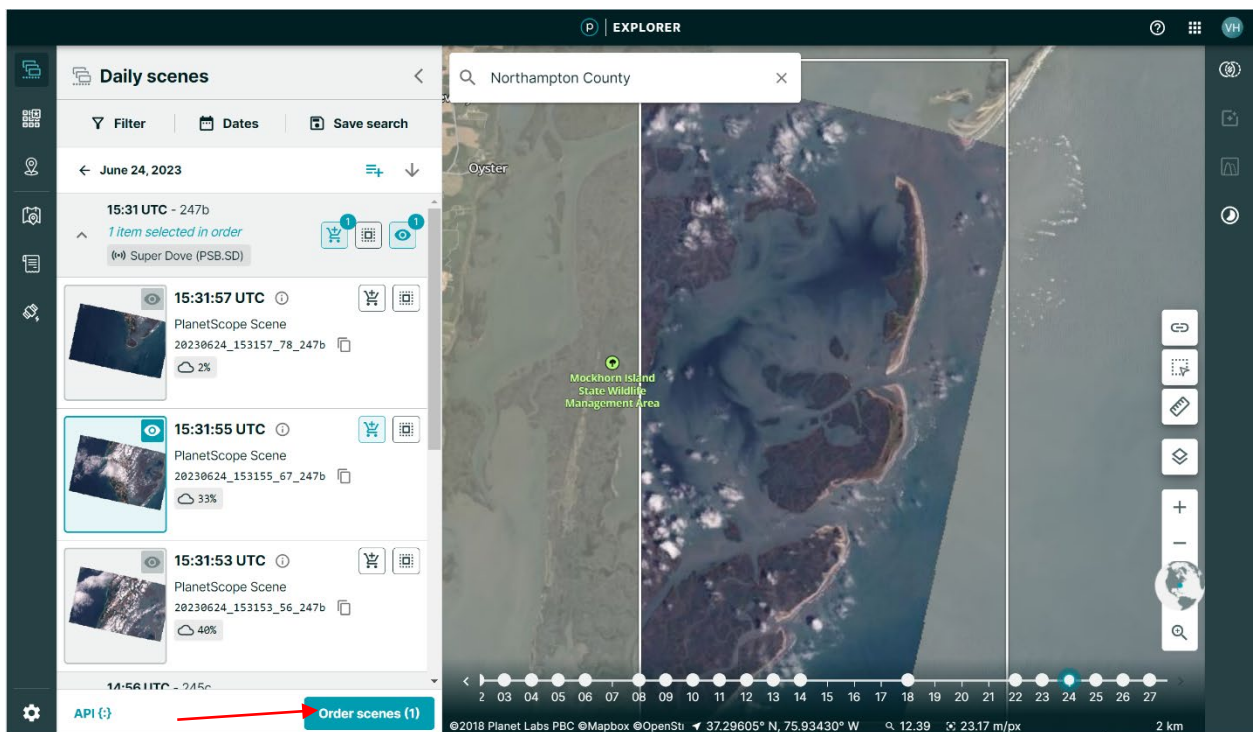 p | EXPLORER
VH
Daily scenes
Northampton County
Filter
Dates
Save search
June 24, 2023
15:31 UTC - 247b
1 item selected in order
Super Dove (PSB.SD)
1
1
15:31:57 UTC
PlanetScope Scene
20230624_153157_78_247b
2%
15:31:55 UTC
PlanetScope Scene
20230624_153155_67_247b
33%
15:31:53 UTC
PlanetScope Scene
20230624_153153_56_247b
40%
14:56 UTC - 245c
API {:}
Order scenes (1)
Oyster
Mockhorn Island
State Wildlife
Management Area
2 03 04 05 06 07 08 09 10 11 12 13 14 15 16 17 18 19 20 21 22 23 24 25 26 27
©2018 Planet Labs PBC ©Mapbox ©OpenStr 37.29605° N, 75.93430° W 12.39 23.17 m/px 2 km